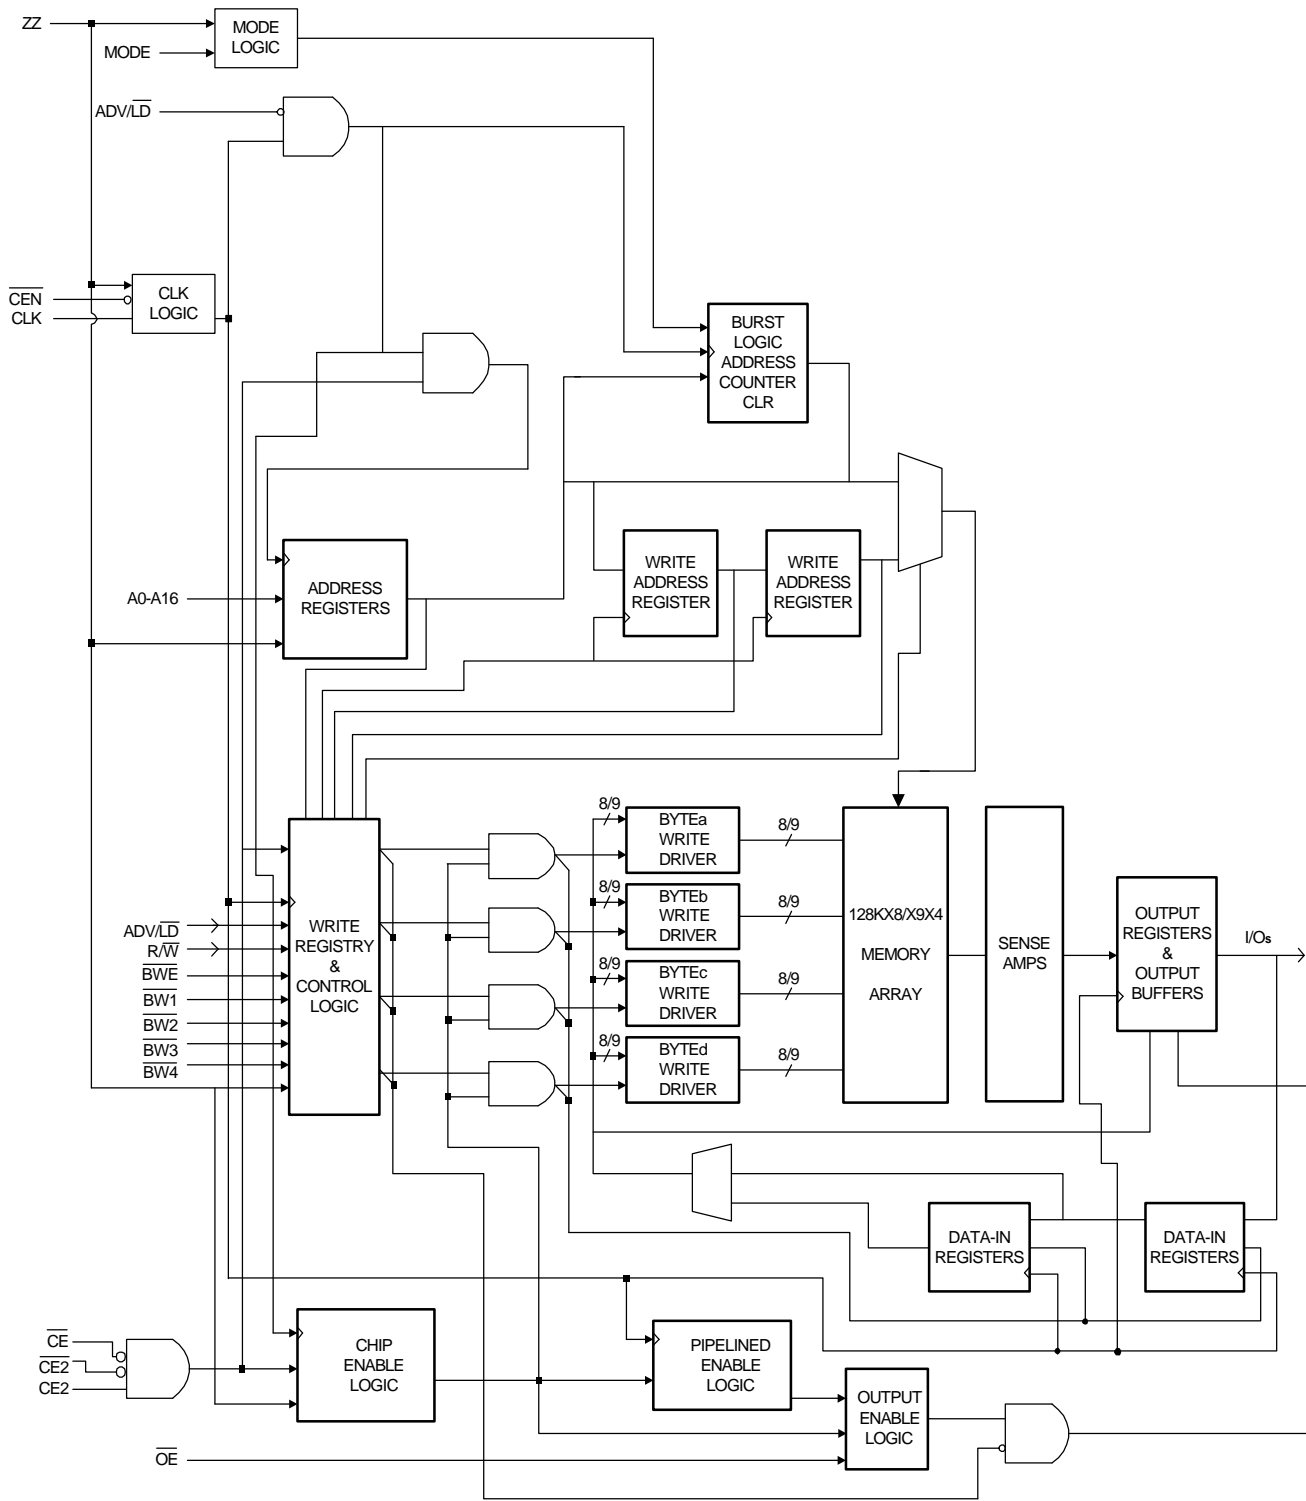 ZZ
MODE
MODE
LOGIC
ADV/LD
CEN
CLK
CLK
LOGIC
BURST
LOGIC
ADDRESS
COUNTER
CLR
A0-A16
ADDRESS
REGISTERS
WRITE
ADDRESS
REGISTER
WRITE
ADDRESS
REGISTER
ADV/LD
R/W
BWE
BW1
BW2
BW3
BW4
WRITE
REGISTRY
&
CONTROL
LOGIC
8/9
BYTEa
WRITE
DRIVER
8/9
8/9
BYTEb
WRITE
DRIVER
8/9
8/9
BYTEc
WRITE
DRIVER
8/9
8/9
BYTEd
WRITE
DRIVER
8/9
128KX8/X9X4
MEMORY
ARRAY
SENSE
AMPS
OUTPUT
REGISTERS
&
OUTPUT
BUFFERS
I/Os
DATA-IN
REGISTERS
DATA-IN
REGISTERS
CE
CE2
CE2
CHIP
ENABLE
LOGIC
PIPELINED
ENABLE
LOGIC
OUTPUT
ENABLE
LOGIC
OE